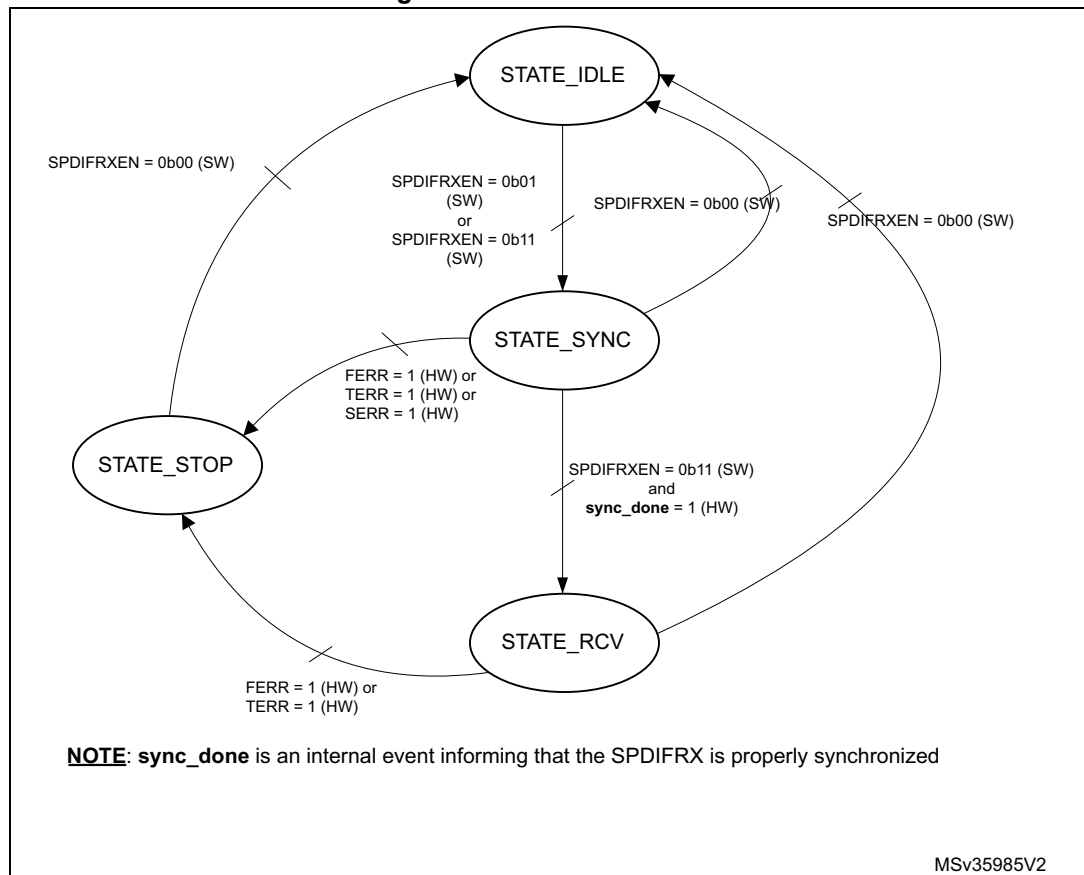 STATE_IDLE
SPDIFRXEN = 0b00 (SW)
SPDIFRXEN = 0b01
(SW)
or
SPDIFRXEN = 0b11
(SW)
SPDIFRXEN = 0b00 (SW)
SPDIFRXEN = 0b00 (SW)
STATE_SYNC
FERR = 1 (HW) or
TERR = 1 (HW) or
SERR = 1 (HW)
STATE_STOP
SPDIFRXEN = 0b11 (SW)
and
sync_done = 1 (HW)
STATE_RCV
FERR = 1 (HW) or
TERR = 1 (HW)
NOTE: sync_done is an internal event informing that the SPDIFRX is properly synchronized
MSv35985V2